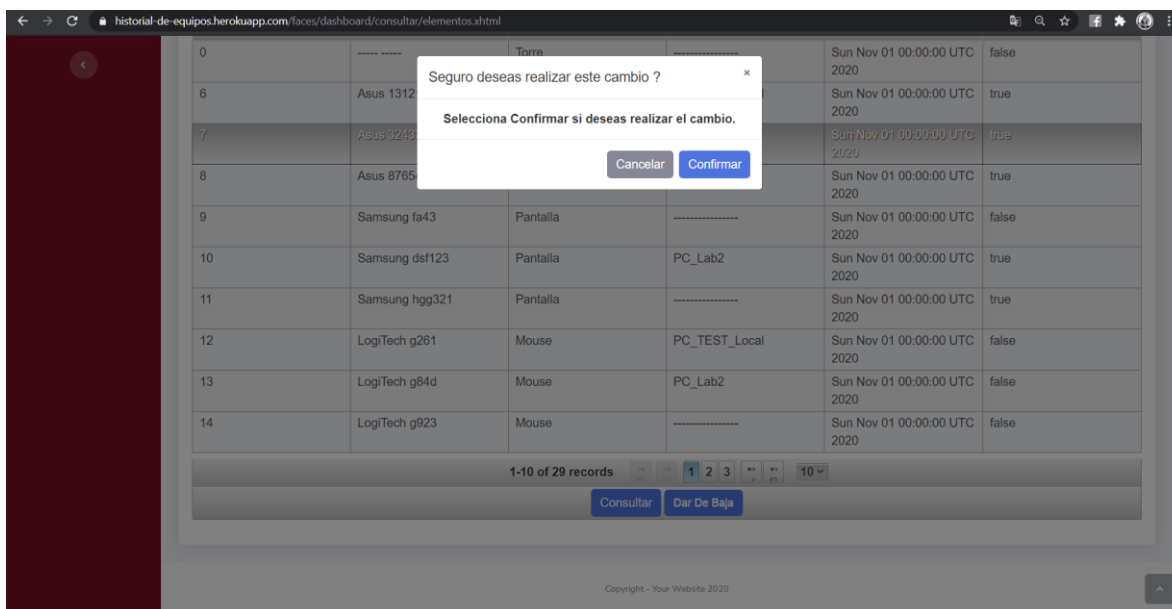 historial-de-equipos.herokuapp.com/faces/dashboard/consultar/elementos.xhtml
0 ----- ----- Torre --------------- Sun Nov 01 00:00:00 UTC false
2020
Seguro deseas realizar este cambio ? ×
6 Asus Sun Nov 01 00:00:00 UTC true
2020
Selecciona Confirmar si deseas realizar el cambio.
7 Asus Sun Nov 01 00:00:00 UTC true
2020
Cancelar Confirmar
8 Asus Sun Nov 01 00:00:00 UTC true
2020
9 Samsung fa43 Pantalla --------------- Sun Nov 01 00:00:00 UTC false
2020
10 Samsung dsf123 Pantalla PC_Lab2 Sun Nov 01 00:00:00 UTC true
2020
11 Samsung hgg321 Pantalla --------------- Sun Nov 01 00:00:00 UTC true
2020
12 LogiTech g261 Mouse PC_TEST_Local Sun Nov 01 00:00:00 UTC false
2020
13 LogiTech g84d Mouse PC_Lab2 Sun Nov 01 00:00:00 UTC false
2020
14 LogiTech g923 Mouse --------------- Sun Nov 01 00:00:00 UTC false
2020
1-10 of 29 records 1 2 3 10
Consultar Dar De Baja
Copyright - Your Website 2020